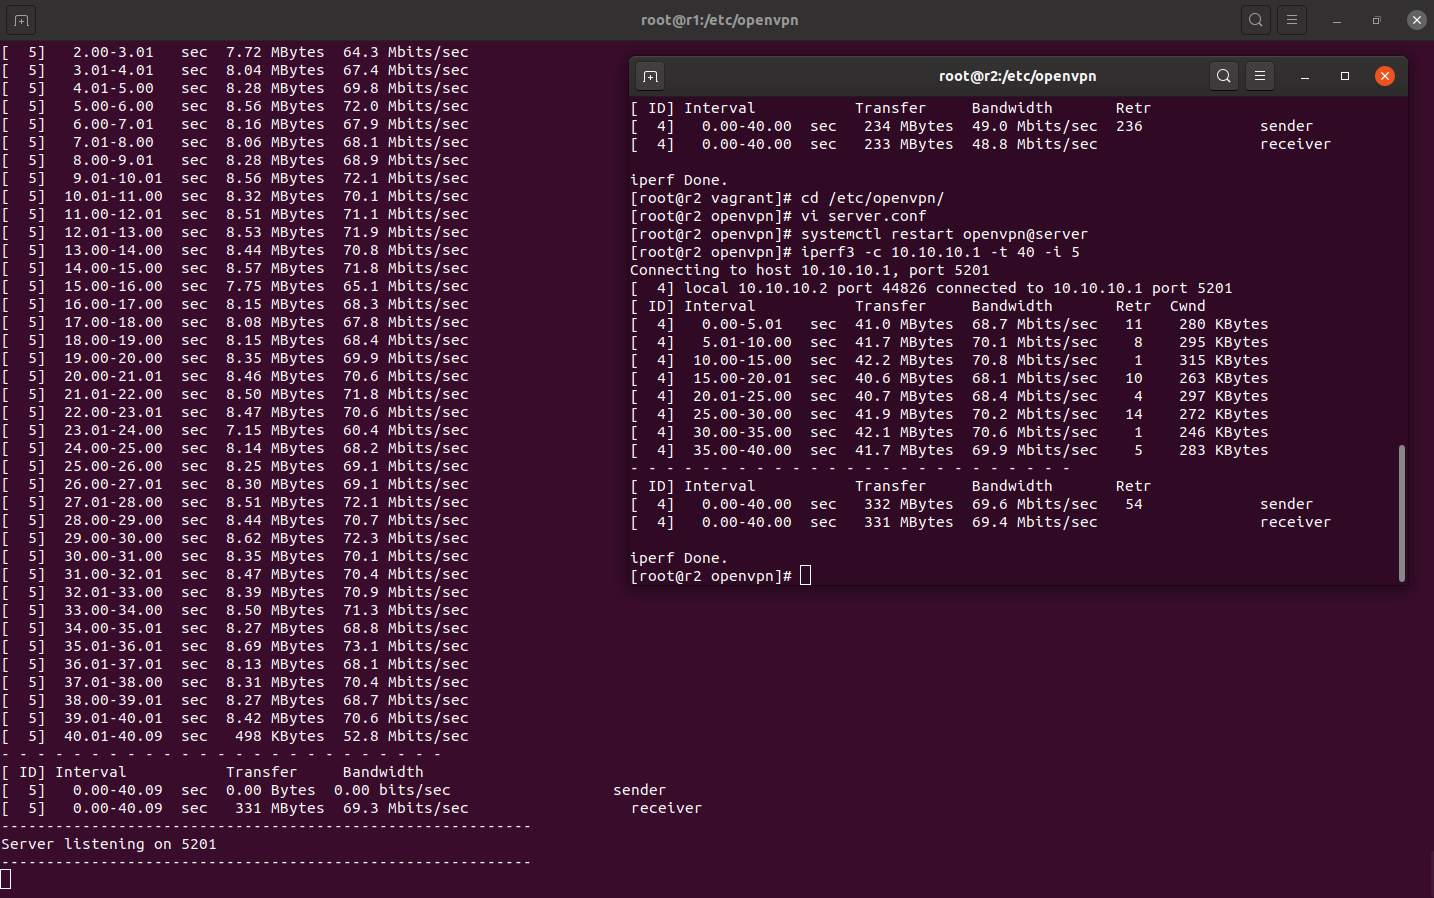 root@r1:/etc/openvpn
[  5]   2.00-3.01   sec  7.72 MBytes  64.3 Mbits/sec
[  5]   3.01-4.01   sec  8.04 MBytes  67.4 Mbits/sec
[  5]   4.01-5.00   sec  8.28 MBytes  69.8 Mbits/sec
[  5]   5.00-6.00   sec  8.56 MBytes  72.0 Mbits/sec
[  5]   6.00-7.01   sec  8.16 MBytes  67.9 Mbits/sec
[  5]   7.01-8.00   sec  8.06 MBytes  68.1 Mbits/sec
[  5]   8.00-9.01   sec  8.28 MBytes  68.9 Mbits/sec
[  5]   9.01-10.01  sec  8.56 MBytes  72.1 Mbits/sec
[  5]  10.01-11.00  sec  8.32 MBytes  70.1 Mbits/sec
[  5]  11.00-12.01  sec  8.51 MBytes  71.1 Mbits/sec
[  5]  12.01-13.00  sec  8.53 MBytes  71.9 Mbits/sec
[  5]  13.00-14.00  sec  8.44 MBytes  70.8 Mbits/sec
[  5]  14.00-15.00  sec  8.57 MBytes  71.8 Mbits/sec
[  5]  15.00-16.00  sec  7.75 MBytes  65.1 Mbits/sec
[  5]  16.00-17.00  sec  8.15 MBytes  68.3 Mbits/sec
[  5]  17.00-18.00  sec  8.08 MBytes  67.8 Mbits/sec
[  5]  18.00-19.00  sec  8.15 MBytes  68.4 Mbits/sec
[  5]  19.00-20.00  sec  8.35 MBytes  69.9 Mbits/sec
[  5]  20.00-21.01  sec  8.46 MBytes  70.6 Mbits/sec
[  5]  21.01-22.00  sec  8.50 MBytes  71.8 Mbits/sec
[  5]  22.00-23.01  sec  8.47 MBytes  70.6 Mbits/sec
[  5]  23.01-24.00  sec  7.15 MBytes  60.4 Mbits/sec
[  5]  24.00-25.00  sec  8.14 MBytes  68.2 Mbits/sec
[  5]  25.00-26.00  sec  8.25 MBytes  69.1 Mbits/sec
[  5]  26.00-27.01  sec  8.30 MBytes  69.1 Mbits/sec
[  5]  27.01-28.00  sec  8.51 MBytes  72.1 Mbits/sec
[  5]  28.00-29.00  sec  8.44 MBytes  70.7 Mbits/sec
[  5]  29.00-30.00  sec  8.62 MBytes  72.3 Mbits/sec
[  5]  30.00-31.00  sec  8.35 MBytes  70.1 Mbits/sec
[  5]  31.00-32.01  sec  8.47 MBytes  70.4 Mbits/sec
[  5]  32.01-33.00  sec  8.39 MBytes  70.9 Mbits/sec
[  5]  33.00-34.00  sec  8.50 MBytes  71.3 Mbits/sec
[  5]  34.00-35.01  sec  8.27 MBytes  68.8 Mbits/sec
[  5]  35.01-36.01  sec  8.69 MBytes  73.1 Mbits/sec
[  5]  36.01-37.01  sec  8.13 MBytes  68.1 Mbits/sec
[  5]  37.01-38.00  sec  8.31 MBytes  70.4 Mbits/sec
[  5]  38.00-39.01  sec  8.27 MBytes  68.7 Mbits/sec
[  5]  39.01-40.01  sec  8.42 MBytes  70.6 Mbits/sec
[  5]  40.01-40.09  sec   498 KBytes  52.8 Mbits/sec
- - - - - - - - - - - - - - - - - - - - - - - - -
[ ID] Interval           Transfer     Bandwidth
[  5]   0.00-40.09  sec  0.00 Bytes  0.00 bits/sec                  sender
[  5]   0.00-40.09  sec   331 MBytes  69.3 Mbits/sec                  receiver
-----------------------------------------------------------
Server listening on 5201
-----------------------------------------------------------
root@r2:/etc/openvpn
[ ID] Interval           Transfer     Bandwidth       Retr
[  4]   0.00-40.00  sec   234 MBytes  49.0 Mbits/sec  236             sender
[  4]   0.00-40.00  sec   233 MBytes  48.8 Mbits/sec                  receiver
iperf Done.
[root@r2 vagrant]# cd /etc/openvpn/
[root@r2 openvpn]# vi server.conf
[root@r2 openvpn]# systemctl restart openvpn@server
[root@r2 openvpn]# iperf3 -c 10.10.10.1 -t 40 -i 5
Connecting to host 10.10.10.1, port 5201
[  4] local 10.10.10.2 port 44826 connected to 10.10.10.1 port 5201
[ ID] Interval           Transfer     Bandwidth       Retr  Cwnd
[  4]   0.00-5.01   sec  41.0 MBytes  68.7 Mbits/sec   11    280 KBytes
[  4]   5.01-10.00  sec  41.7 MBytes  70.1 Mbits/sec    8    295 KBytes
[  4]  10.00-15.00  sec  42.2 MBytes  70.8 Mbits/sec    1    315 KBytes
[  4]  15.00-20.01  sec  40.6 MBytes  68.1 Mbits/sec   10    263 KBytes
[  4]  20.01-25.00  sec  40.7 MBytes  68.4 Mbits/sec    4    297 KBytes
[  4]  25.00-30.00  sec  41.9 MBytes  70.2 Mbits/sec   14    272 KBytes
[  4]  30.00-35.00  sec  42.1 MBytes  70.6 Mbits/sec    1    246 KBytes
[  4]  35.00-40.00  sec  41.7 MBytes  69.9 Mbits/sec    5    283 KBytes
- - - - - - - - - - - - - - - - - - - - - - - - -
[ ID] Interval           Transfer     Bandwidth       Retr
[  4]   0.00-40.00  sec   332 MBytes  69.6 Mbits/sec   54             sender
[  4]   0.00-40.00  sec   331 MBytes  69.4 Mbits/sec                  receiver
iperf Done.
[root@r2 openvpn]#